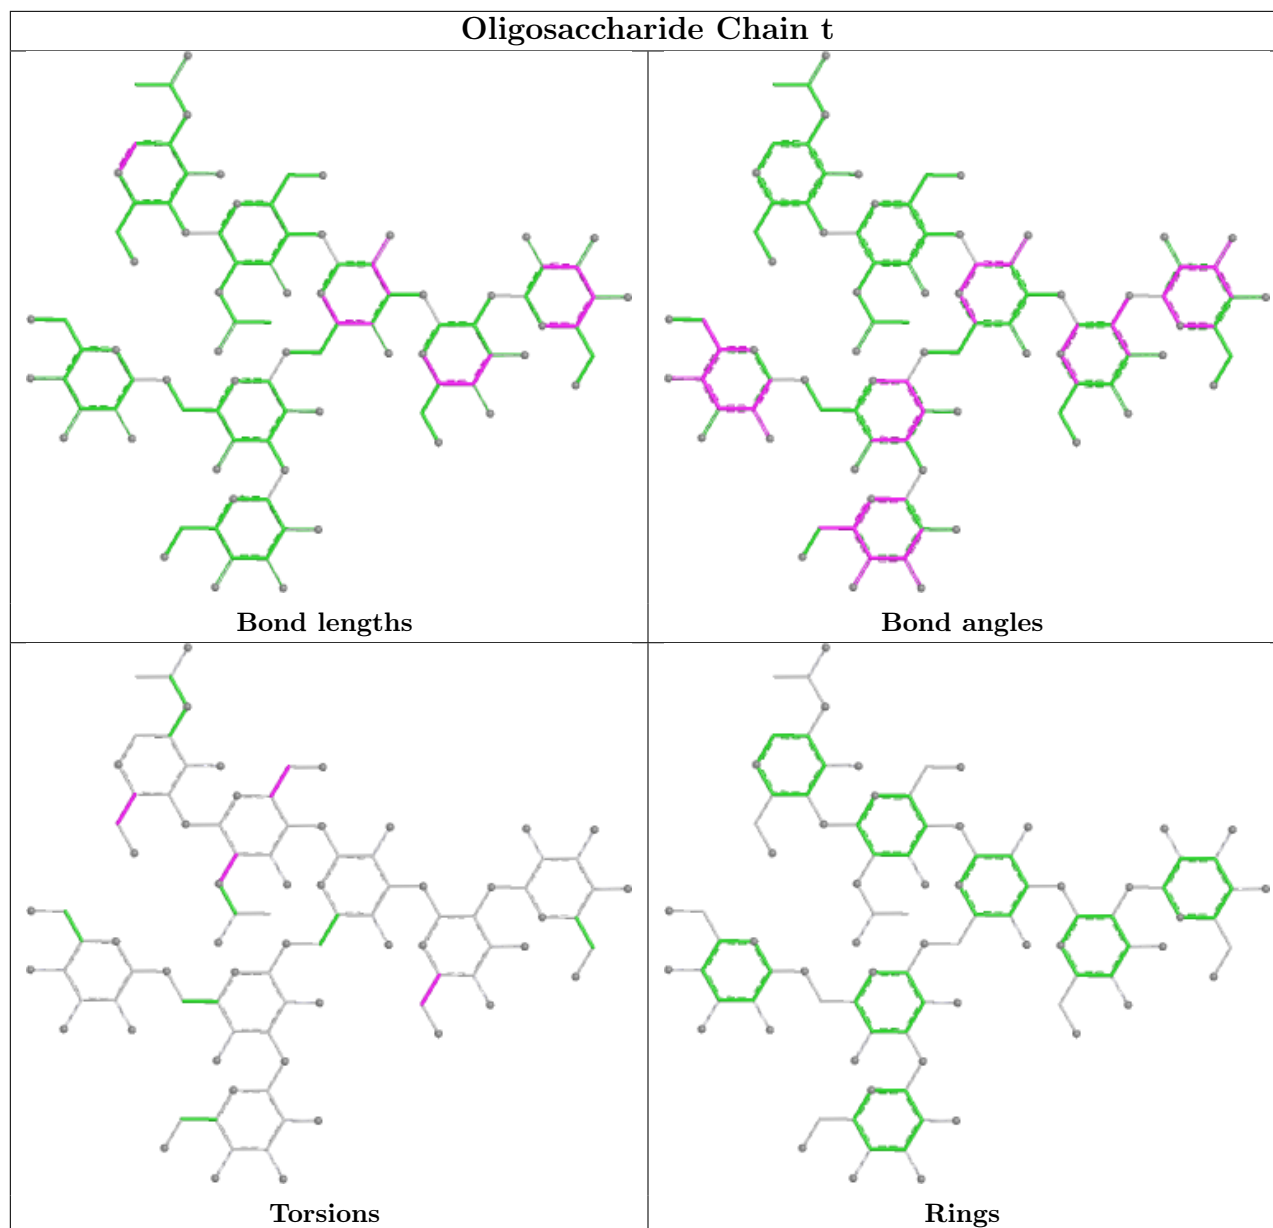 Oligosaccharide Chain t
Bond lengths
Bond angles
Torsions
Rings